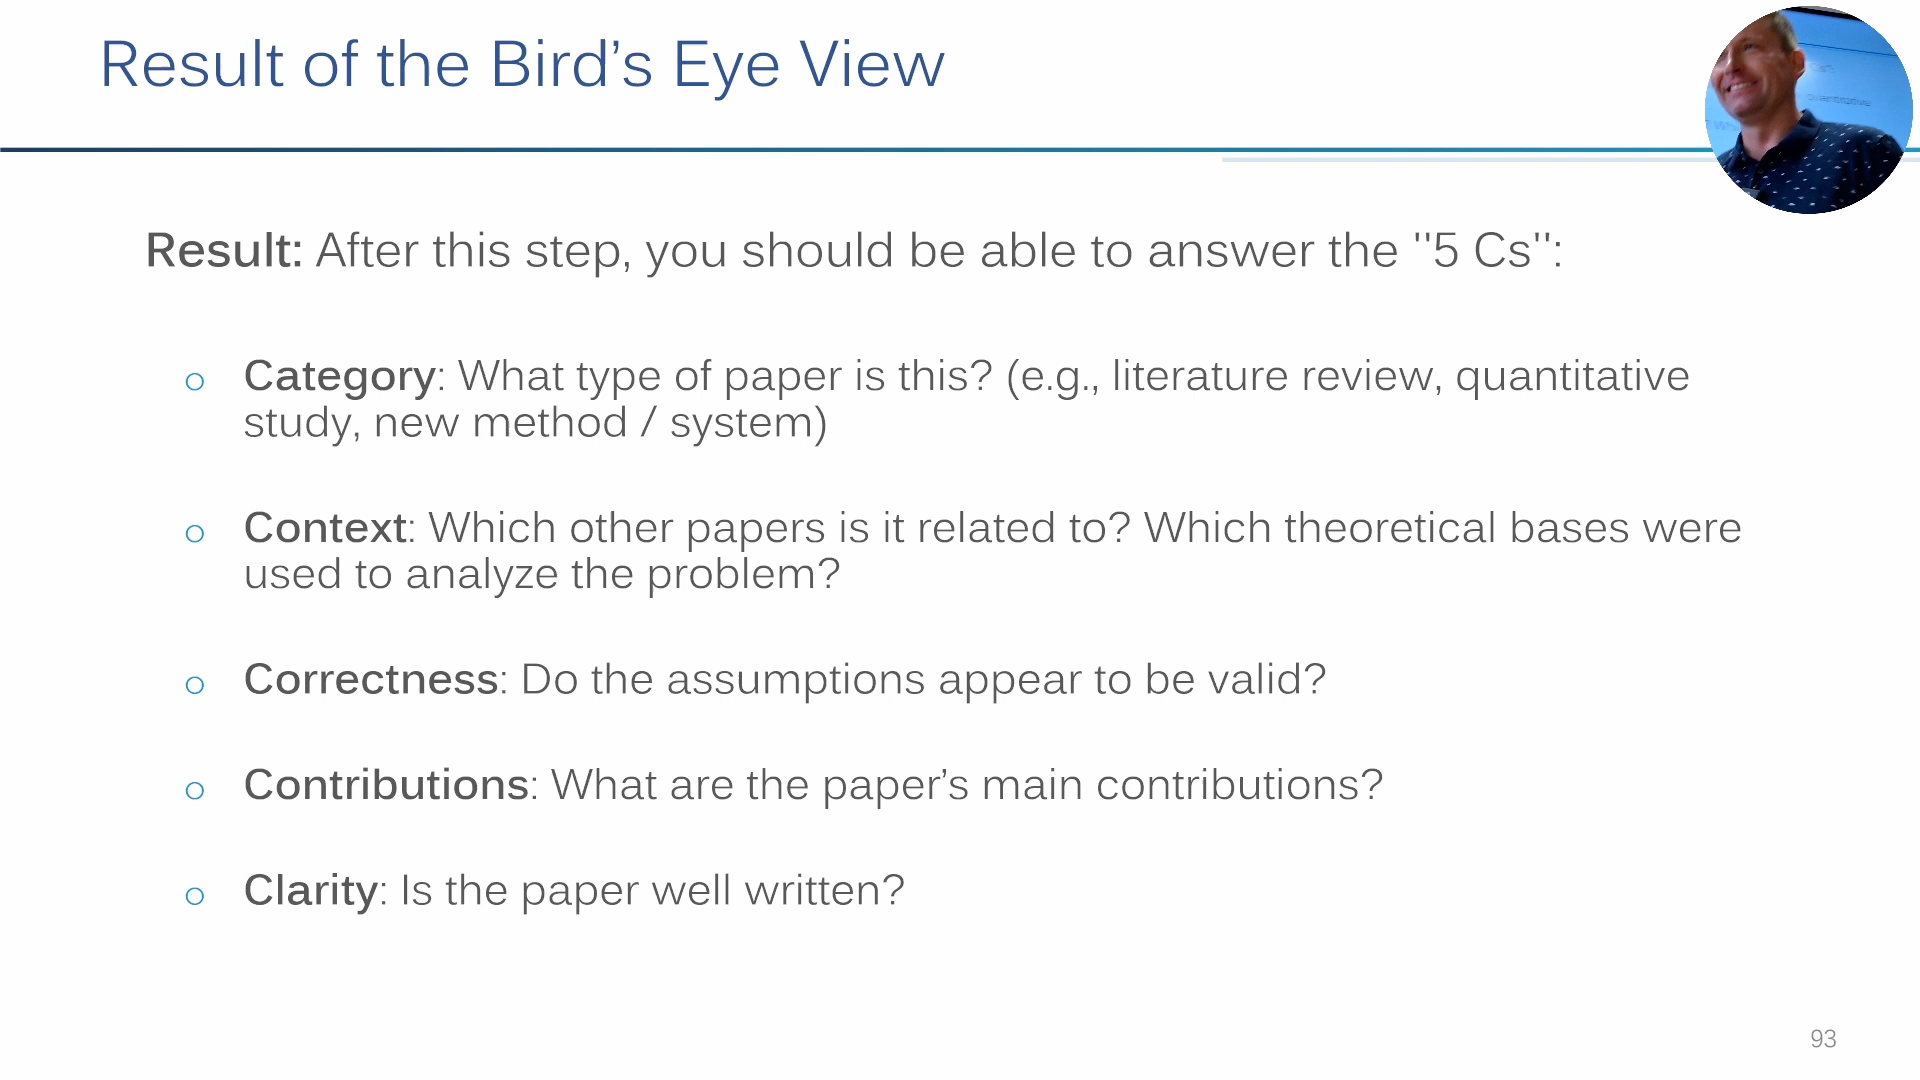 Result of the Bird’s Eye View
Result: After this step, you should be able to answer the "5 Cs":
o Category: What type of paper is this? (e.g., literature review, quantitative
study, new method / system)
o Context: Which other papers is it related to? Which theoretical bases were
used to analyze the problem?
o Correctness: Do the assumptions appear to be valid?
o Contributions: What are the paper’s main contributions?
o Clarity: Is the paper well written?
93